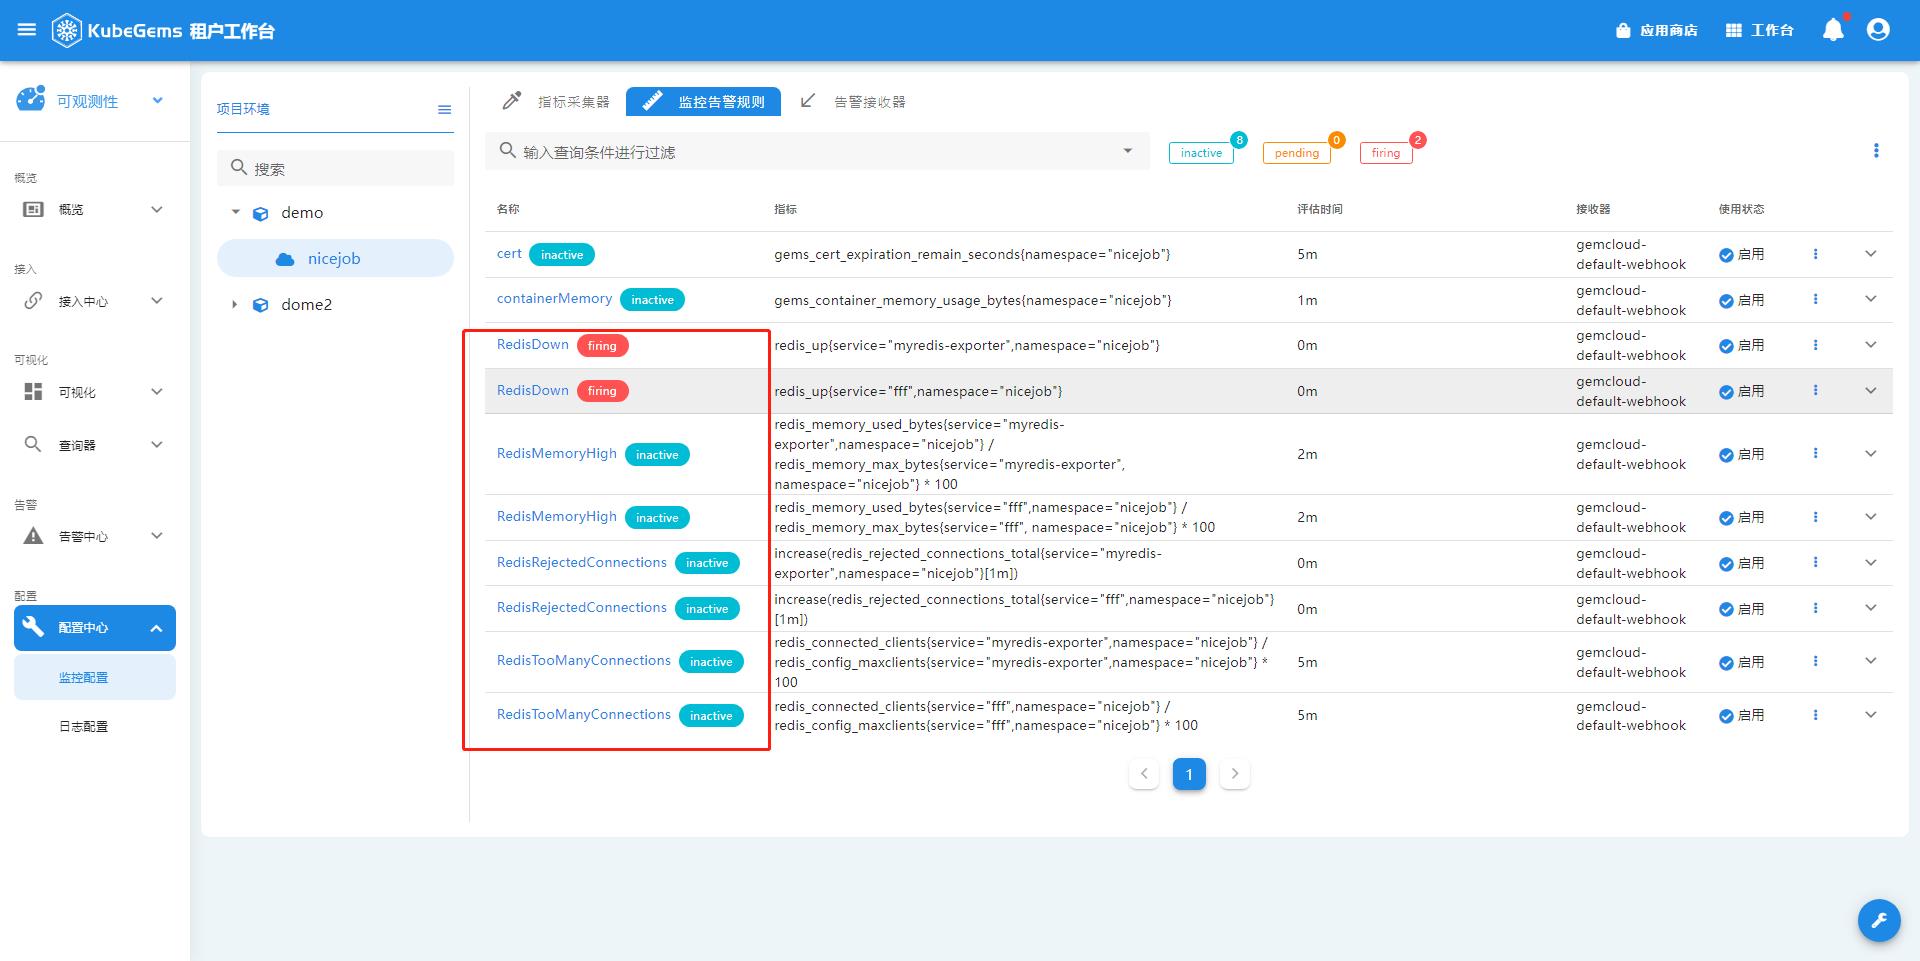 KubeGems 租户工作台
应用商店
工作台
可观测性
概览
概览
接入
接入中心
可视化
可视化
查询器
告警
告警中心
配置
配置中心
监控配置
日志配置
项目环境
搜索
demo
nicejob
dome2
指标采集器
监控告警规则
告警接收器
输入查询条件进行过滤
inactive 8
pending 0
firing 2
名称 指标 评估时间 接收器 使用状态
cert inactive gems_cert_expiration_remain_seconds{namespace="nicejob"} 5m gemcloud-
default-webhook 启用
containerMemory inactive gems_container_memory_usage_bytes{namespace="nicejob"} 1m gemcloud-
default-webhook 启用
RedisDown firing redis_up{service="myredis-exporter",namespace="nicejob"} 0m gemcloud-
default-webhook 启用
RedisDown firing redis_up{service="fff",namespace="nicejob"} 0m gemcloud-
default-webhook 启用
RedisMemoryHigh inactive redis_memory_used_bytes{service="myredis-
exporter",namespace="nicejob"} /
redis_memory_max_bytes{service="myredis-exporter",
namespace="nicejob"} * 100 2m gemcloud-
default-webhook 启用
RedisMemoryHigh inactive redis_memory_used_bytes{service="fff",namespace="nicejob"} /
redis_memory_max_bytes{service="fff", namespace="nicejob"} * 100 2m gemcloud-
default-webhook 启用
RedisRejectedConnections inactive increase(redis_rejected_connections_total{service="myredis-
exporter",namespace="nicejob"}[1m]) 0m gemcloud-
default-webhook 启用
RedisRejectedConnections inactive increase(redis_rejected_connections_total{service="fff",namespace="nicejob"}
[1m]) 0m gemcloud-
default-webhook 启用
RedisTooManyConnections inactive redis_connected_clients{service="myredis-exporter",namespace="nicejob"} /
redis_config_maxclients{service="myredis-exporter",namespace="nicejob"} *
100 5m gemcloud-
default-webhook 启用
RedisTooManyConnections inactive redis_connected_clients{service="fff",namespace="nicejob"} /
redis_config_maxclients{service="fff",namespace="nicejob"} * 100 5m gemcloud-
default-webhook 启用
1